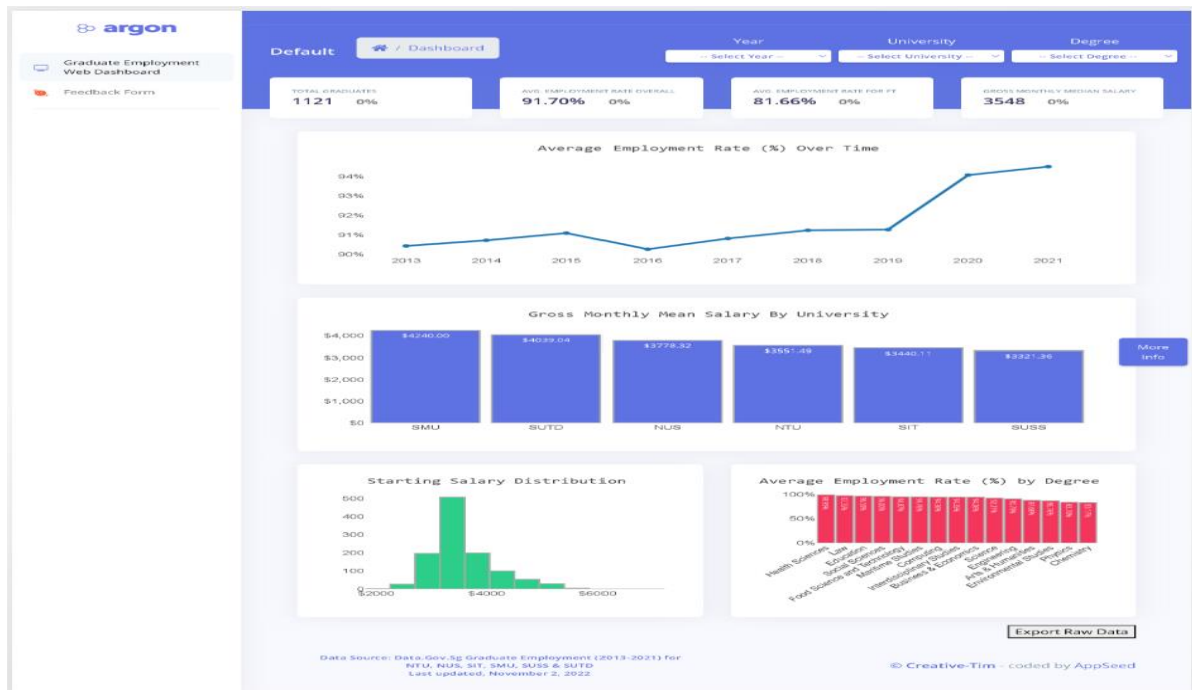 argon
Graduate Employment
Web Dashboard
Feedback Form
Default
/ Dashboard
Year
University
Degree
-- Select Year --
-- Select University --
-- Select Degree --
TOTAL GRADUATES
1121 0%
AVG. EMPLOYMENT RATE OVERALL
91.70% 0%
AVG. EMPLOYMENT RATE FOR FT
81.66% 0%
GROSS MONTHLY MEDIAN SALARY
3548 0%
Average Employment Rate (%) Over Time
94%
93%
92%
91%
90%
2013 2014 2015 2016 2017 2018 2019 2020 2021
Gross Monthly Mean Salary By University
$4,000
$3,000
$2,000
$1,000
$0
$4240.00 $4039.04 $3778.32 $3551.49 $3440.11 $3321.36
SMU SUTD NUS NTU SIT SUSS
More
Info
Starting Salary Distribution
500
400
300
200
100
0
$2000 $4000 $6000
Average Employment Rate (%) by Degree
100%
50%
0%
Health Sciences
Law
Education
Social Sciences
Food Science and Technology
Maritime Studies
Computing
Interdisciplinary Studies
Business & Economics
Science
Engineering
Arts & Humanities
Environmental Studies
Physics
Chemistry
Export Raw Data
Data Source: Data.Gov.Sg Graduate Employment (2013-2021) for
NTU, NUS, SIT, SMU, SUSS & SUTD
Last updated, November 2, 2022
© Creative-Tim - coded by AppSeed